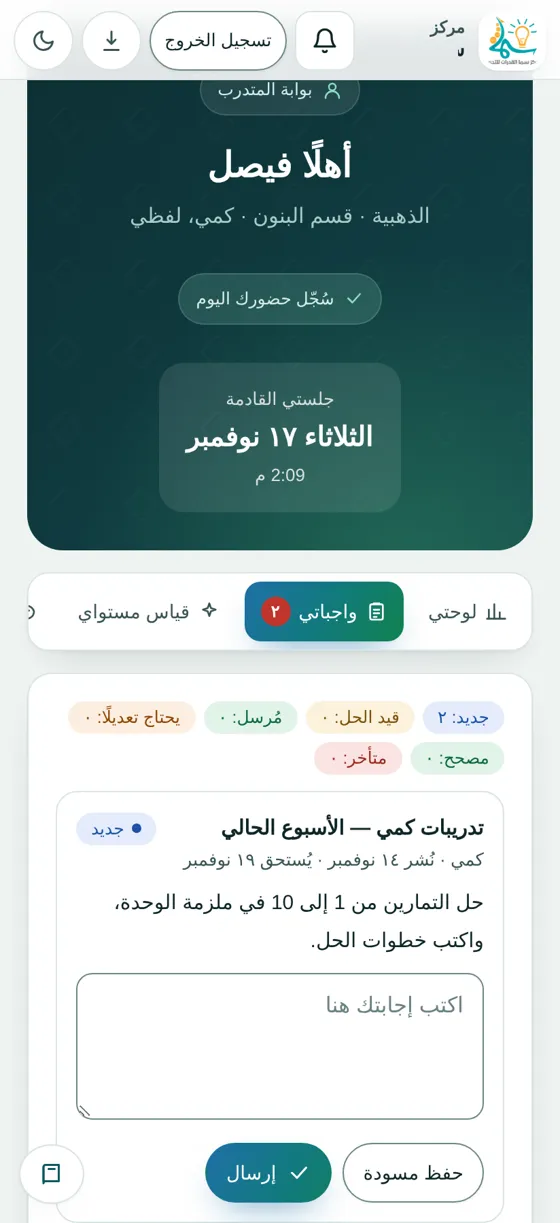 مركز
تسجيل الخروج
بوابة المتدرب
أهلًا فيصل
الذهبية · قسم البنون · كمي، لفظي
سُجّل حضورك اليوم
جلستي القادمة
الثلاثاء ١٧ نوفمبر
2:09 م
لوحتي
واجباتي ٢
قياس مستواي
جديد: ٢
قيد الحل: ٠
مُرسل: ٠
يحتاج تعديلًا: ٠
مصحح: ٠
متأخر: ٠
تدريبات كمي — الأسبوع الحالي
جديد
كمي · نُشر ١٤ نوفمبر · يُستحق ١٩ نوفمبر
حل التمارين من 1 إلى 10 في ملزمة الوحدة،
واكتب خطوات الحل.
اكتب إجابتك هنا
حفظ مسودة
إرسال